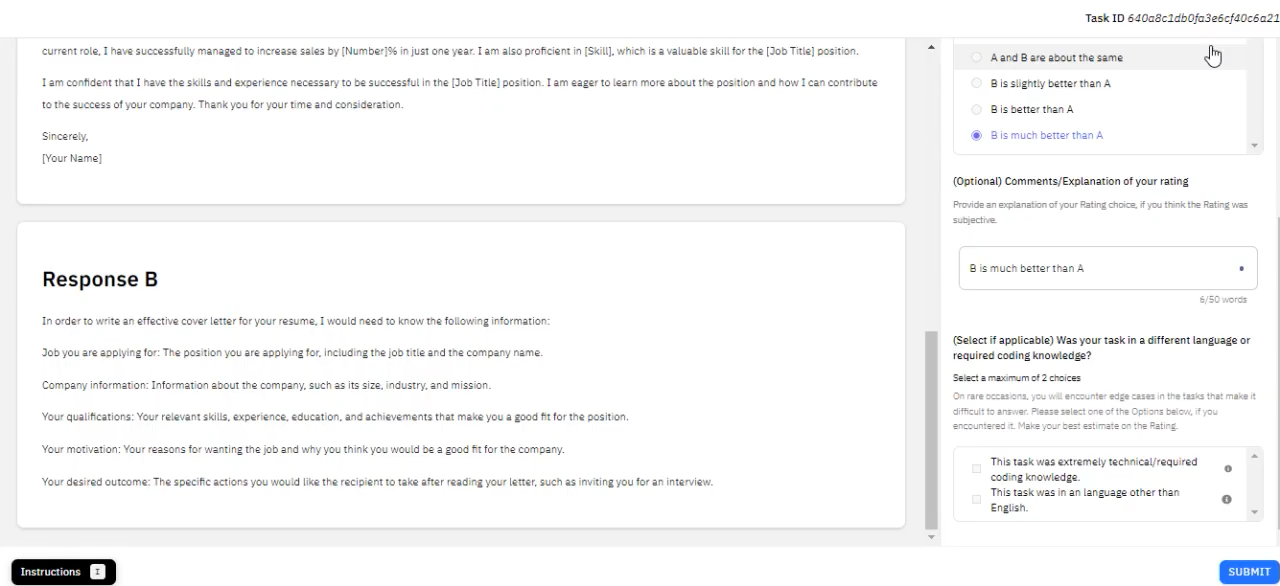 Task ID 640a8c1db0fa3e6cf40c6a21
current role, I have successfully managed to increase sales by [Number]% in just one year. I am also proficient in [Skill], which is a valuable skill for the [Job Title] position.
I am confident that I have the skills and experience necessary to be successful in the [Job Title] position. I am eager to learn more about the position and how I can contribute
to the success of your company. Thank you for your time and consideration.
Sincerely,
[Your Name]
Response B
In order to write an effective cover letter for your resume, I would need to know the following information:
Job you are applying for: The position you are applying for, including the job title and the company name.
Company information: Information about the company, such as its size, industry, and mission.
Your qualifications: Your relevant skills, experience, education, and achievements that make you a good fit for the position.
Your motivation: Your reasons for wanting the job and why you think you would be a good fit for the company.
Your desired outcome: The specific actions you would like the recipient to take after reading your letter, such as inviting you for an interview.
A and B are about the same
B is slightly better than A
B is better than A
B is much better than A
(Optional) Comments/Explanation of your rating
Provide an explanation of your Rating choice, if you think the Rating was
subjective.
B is much better than A
6/50 words
(Select if applicable) Was your task in a different language or
required coding knowledge?
Select a maximum of 2 choices
On rare occasions, you will encounter edge cases in the tasks that make it
difficult to answer. Please select one of the Options below, if you
encountered it. Make your best estimate on the Rating.
This task was extremely technical/required
coding knowledge.
This task was in an language other than
English.
Instructions I
SUBMIT